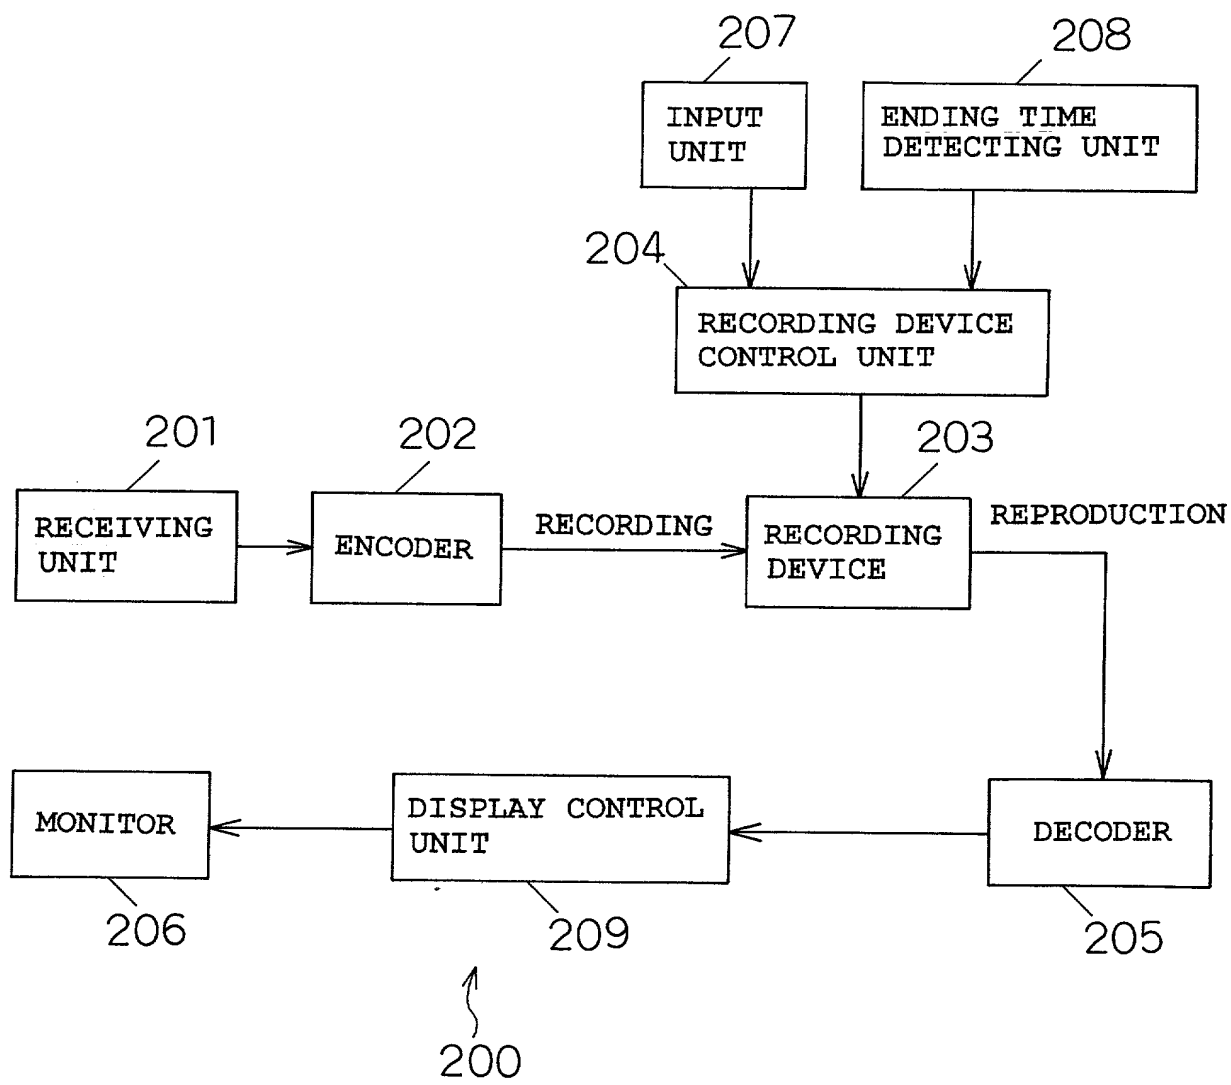 207
208
INPUT
UNIT
ENDING TIME
DETECTING UNIT
204
RECORDING DEVICE
CONTROL UNIT
201
202
203
RECEIVING
UNIT
ENCODER
RECORDING
RECORDING
DEVICE
REPRODUCTION
MONITOR
DISPLAY CONTROL
UNIT
DECODER
206
209
205
200